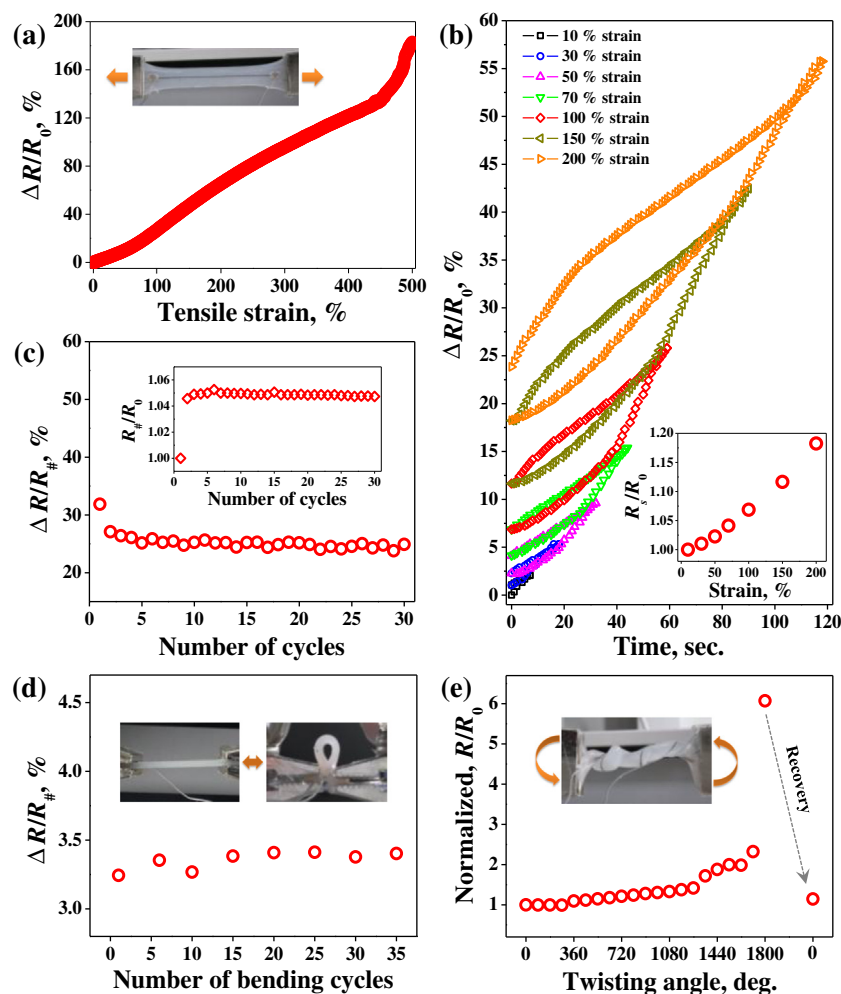 (a)
ΔR/R0, %
200
160
120
80
40
0
0 100 200 300 400 500
Tensile strain, %
(b)
ΔR/R0, %
60
55
50
45
40
35
30
25
20
15
10
5
0
10 % strain
30 % strain
50 % strain
70 % strain
100 % strain
150 % strain
200 % strain
Rs/R0
1.20
1.15
1.10
1.05
1.00
0 50 100 150 200
Strain, %
0 20 40 60 80 100 120
Time, sec.
(c)
ΔR/R#, %
60
50
40
30
20
R#/R0
1.06
1.04
1.02
1.00
0 5 10 15 20 25 30
Number of cycles
0 5 10 15 20 25 30
Number of cycles
(d)
ΔR/R#, %
4.5
4.0
3.5
3.0
0 5 10 15 20 25 30 35
Number of bending cycles
(e)
Normalized, R/R0
6
5
4
3
2
1
Recovery
0 360 720 1080 1440 1800 0
Twisting angle, deg.